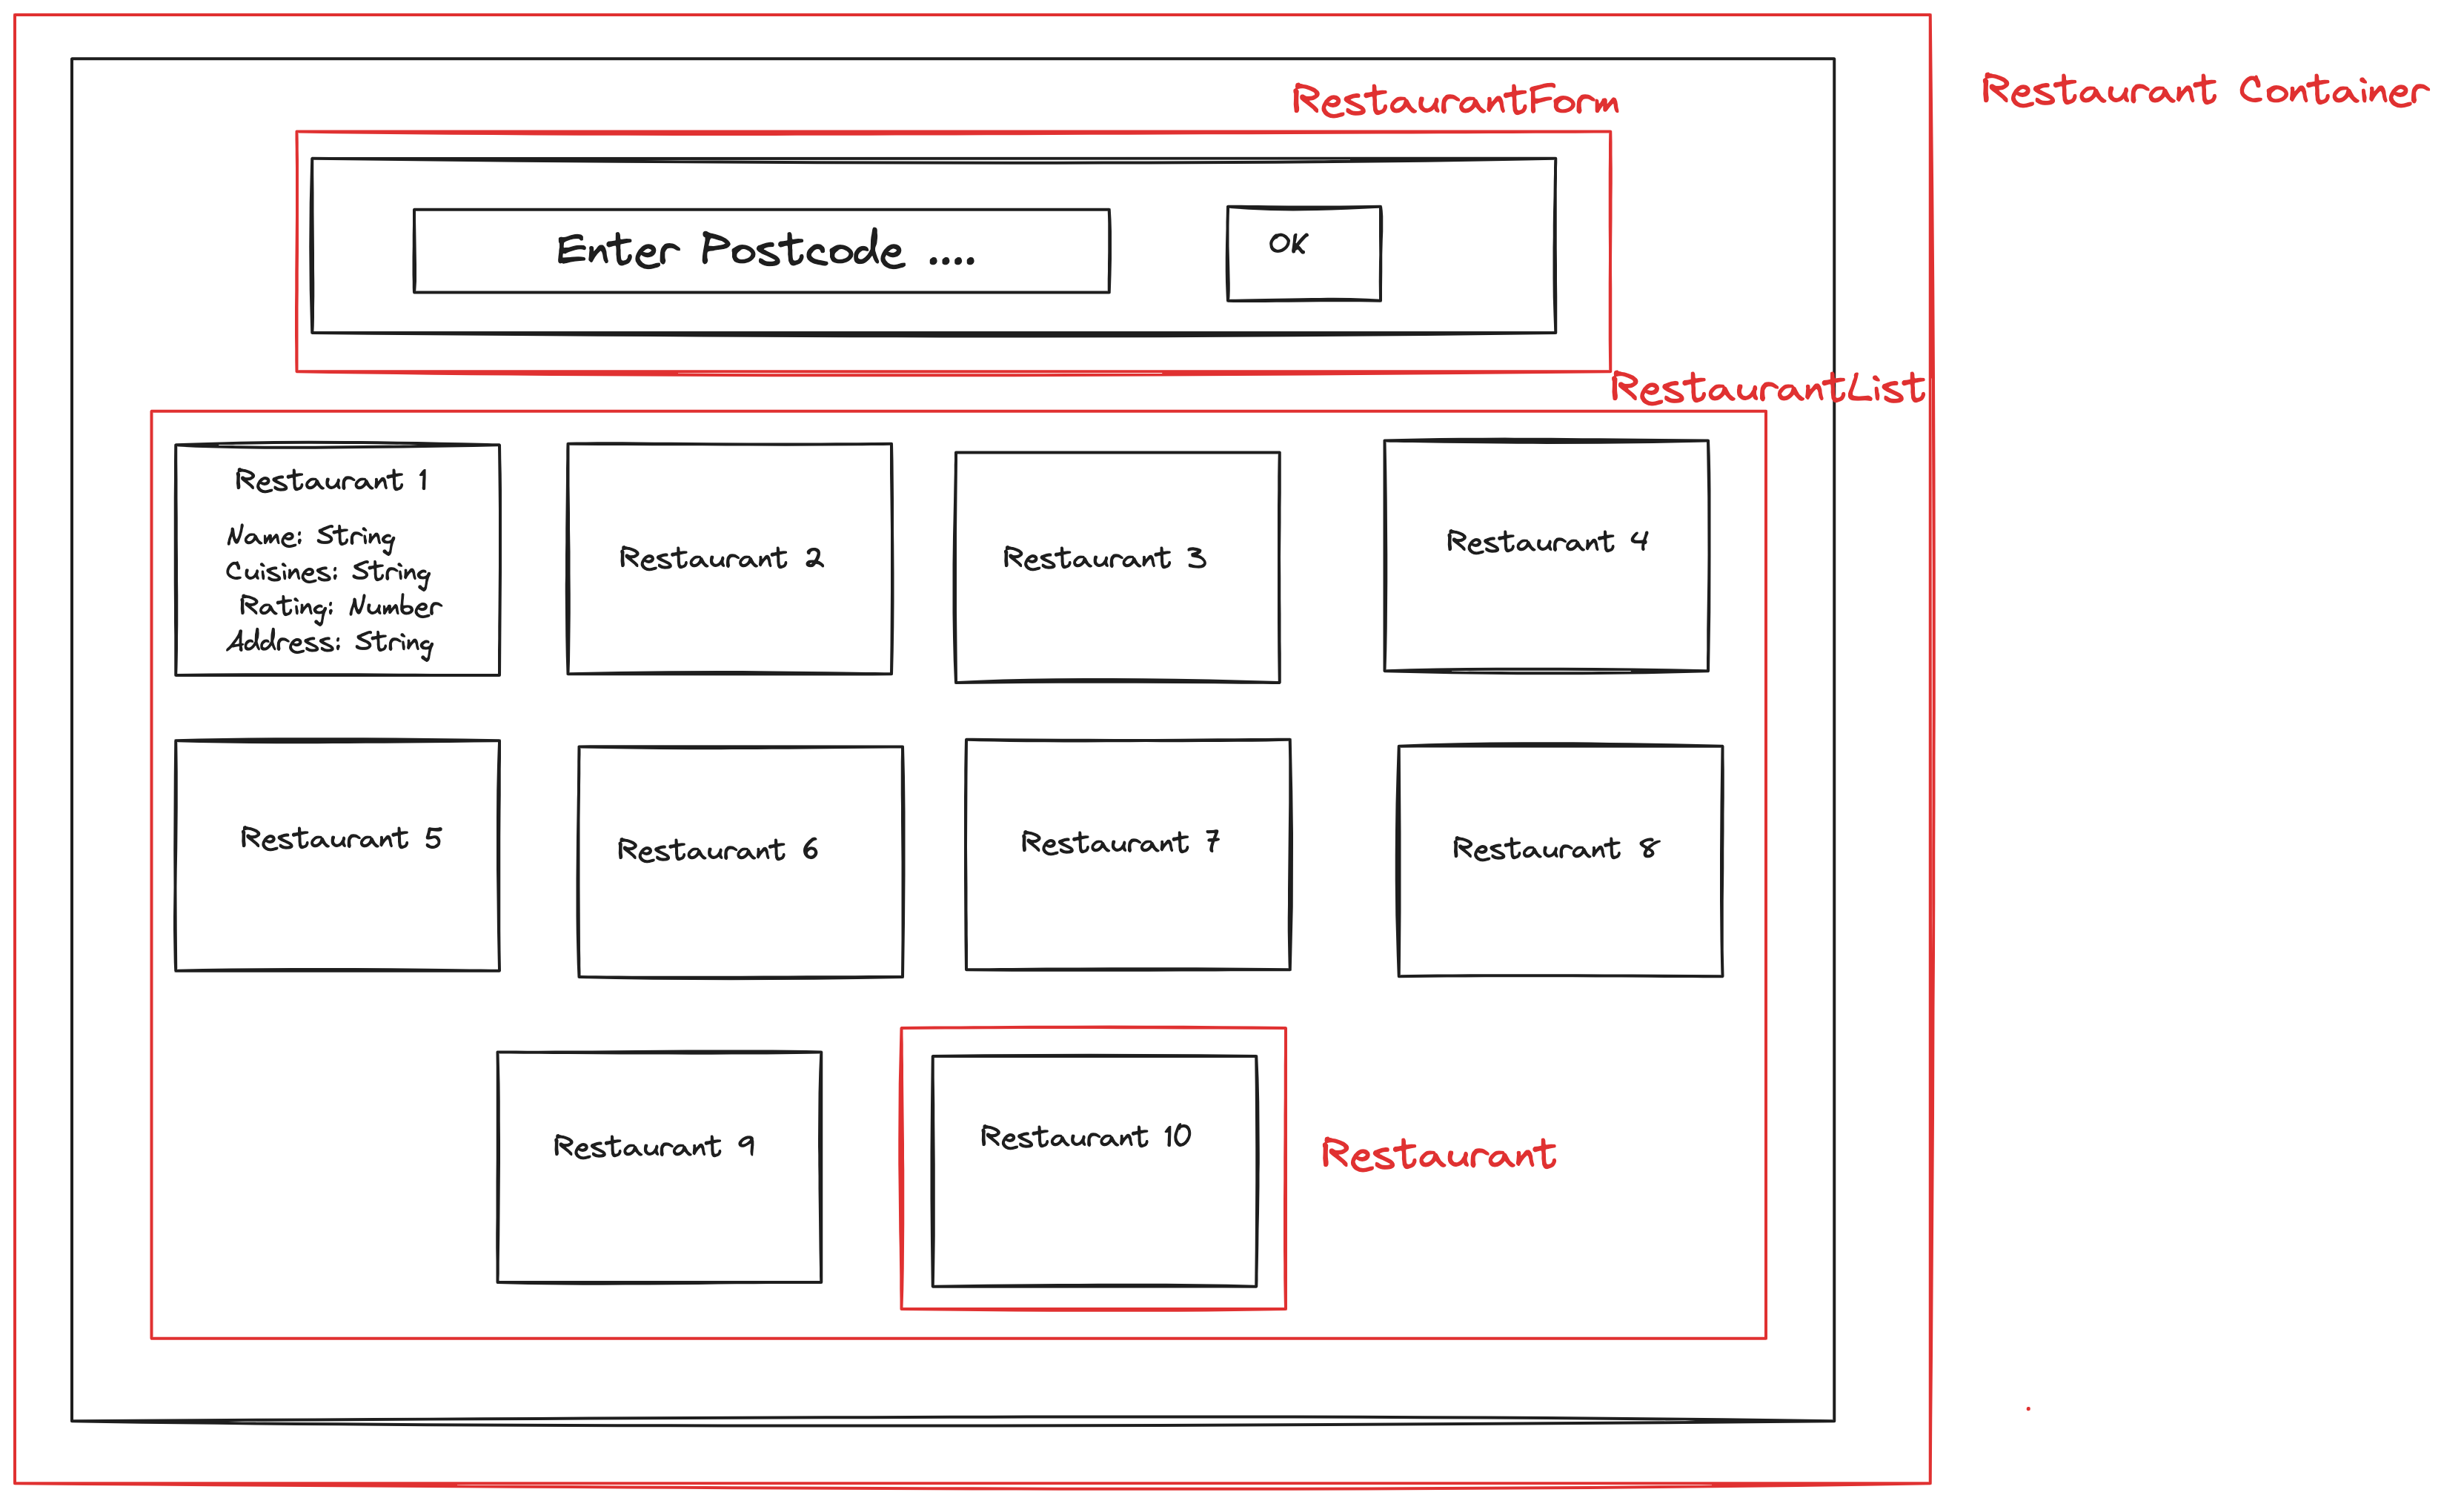 RestaurantForm
Restaurant Container
Enter Postcode ....
OK
RestaurantList
Restaurant 1
Name: String
Cuisines: String
Rating: Number
Address: String
Restaurant 2
Restaurant 3
Restaurant 4
Restaurant 5
Restaurant 6
Restaurant 7
Restaurant 8
Restaurant 9
Restaurant 10
Restaurant